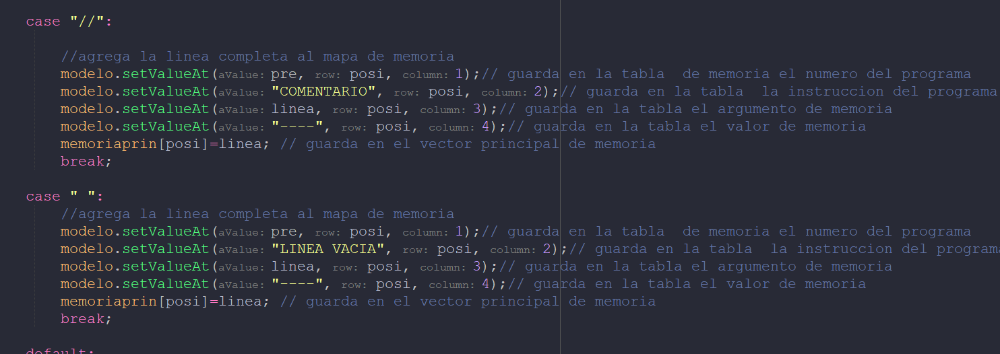 case "//":
//agrega la linea completa al mapa de memoria
modelo.setValueAt(aValue: pre, row: posi, column: 1);// guarda en la tabla  de memoria el numero del programa
modelo.setValueAt(aValue: "COMENTARIO", row: posi, column: 2);// guarda en la tabla  la instruccion del programa
modelo.setValueAt(aValue: linea, row: posi, column: 3);// guarda en la tabla el argumento de memoria
modelo.setValueAt(aValue: "----", row: posi, column: 4);// guarda en la tabla el valor de memoria
memoriaprin[posi]=linea; // guarda en el vector principal de memoria
break;
case " ":
//agrega la linea completa al mapa de memoria
modelo.setValueAt(aValue: pre, row: posi, column: 1);// guarda en la tabla  de memoria el numero del programa
modelo.setValueAt(aValue: "LINEA VACIA", row: posi, column: 2);// guarda en la tabla  la instruccion del programa
modelo.setValueAt(aValue: linea, row: posi, column: 3);// guarda en la tabla el argumento de memoria
modelo.setValueAt(aValue: "----", row: posi, column: 4);// guarda en la tabla el valor de memoria
memoriaprin[posi]=linea; // guarda en el vector principal de memoria
break;
default: